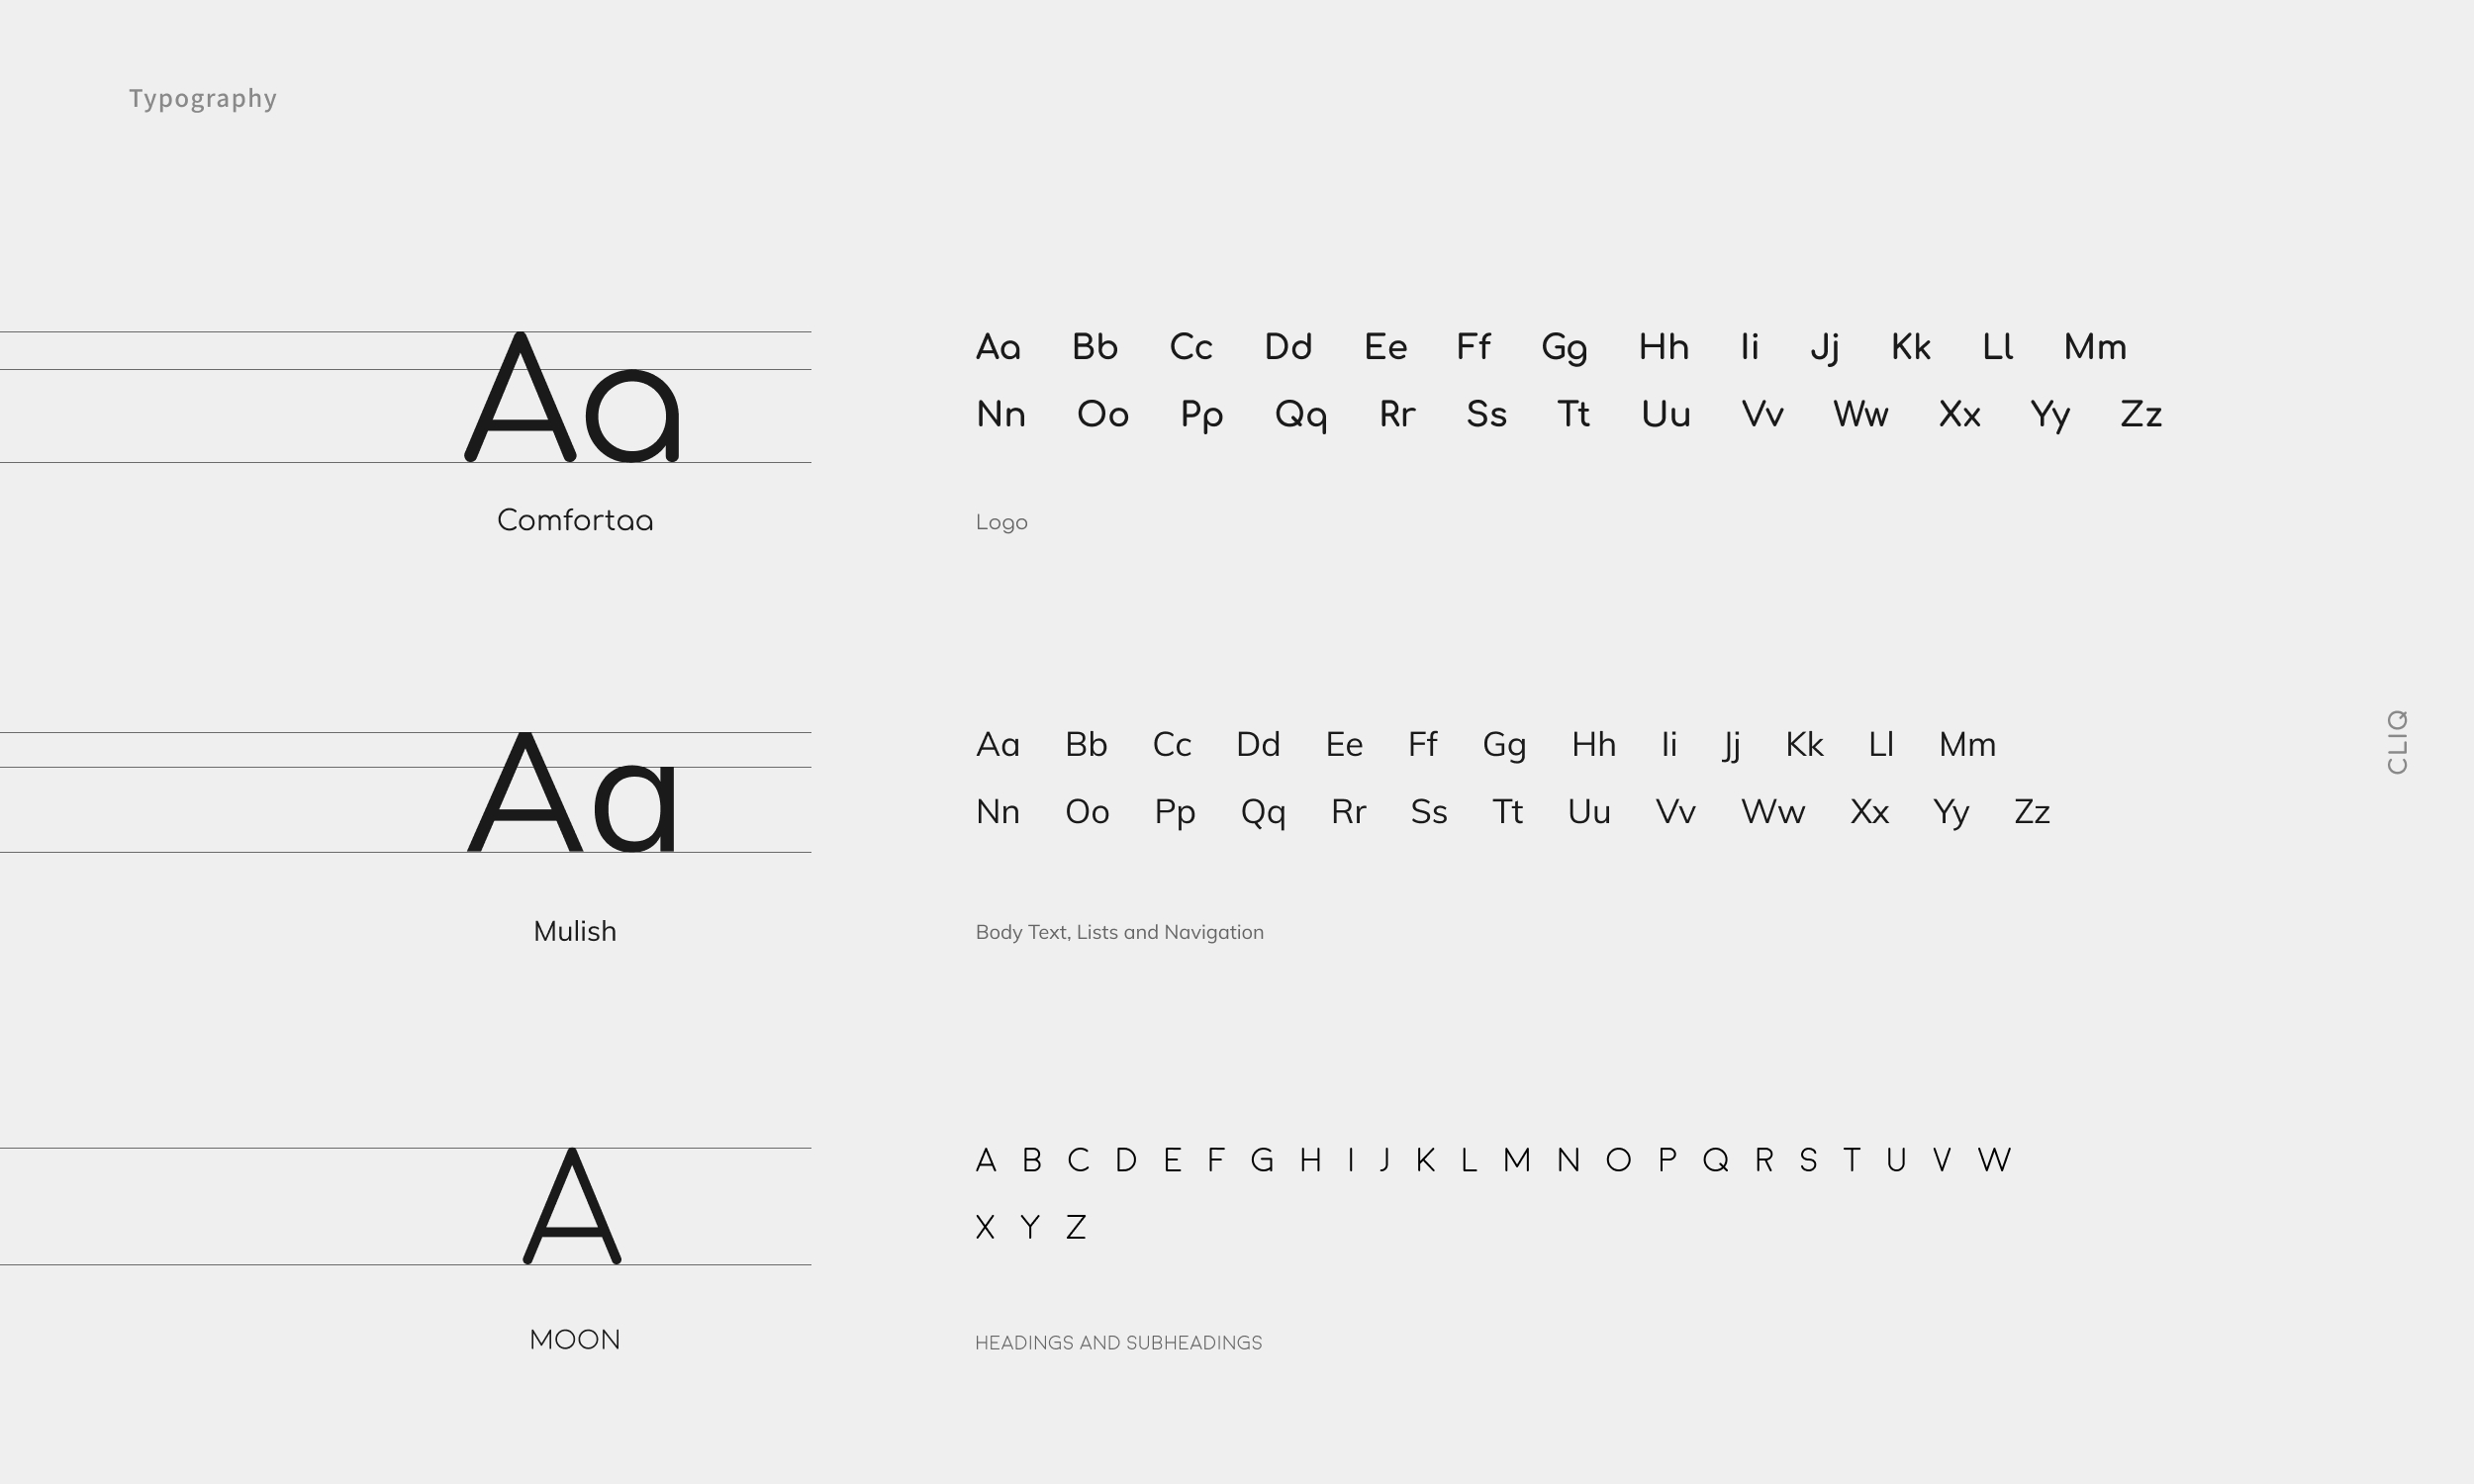 Typography
Aa
Comfortaa
Aa Bb Cc Dd Ee Ff Gg Hh Ii Jj Kk Ll Mm
Nn Oo Pp Qq Rr Ss Tt Uu Vv Ww Xx Yy Zz
Logo
Aa
Mulish
Aa Bb Cc Dd Ee Ff Gg Hh Ii Jj Kk Ll Mm
Nn Oo Pp Qq Rr Ss Tt Uu Vv Ww Xx Yy Zz
Body Text, Lists and Navigation
CLIQ
A
MOON
A B C D E F G H I J K L M N O P Q R S T U V W
X Y Z
HEADINGS AND SUBHEADINGS